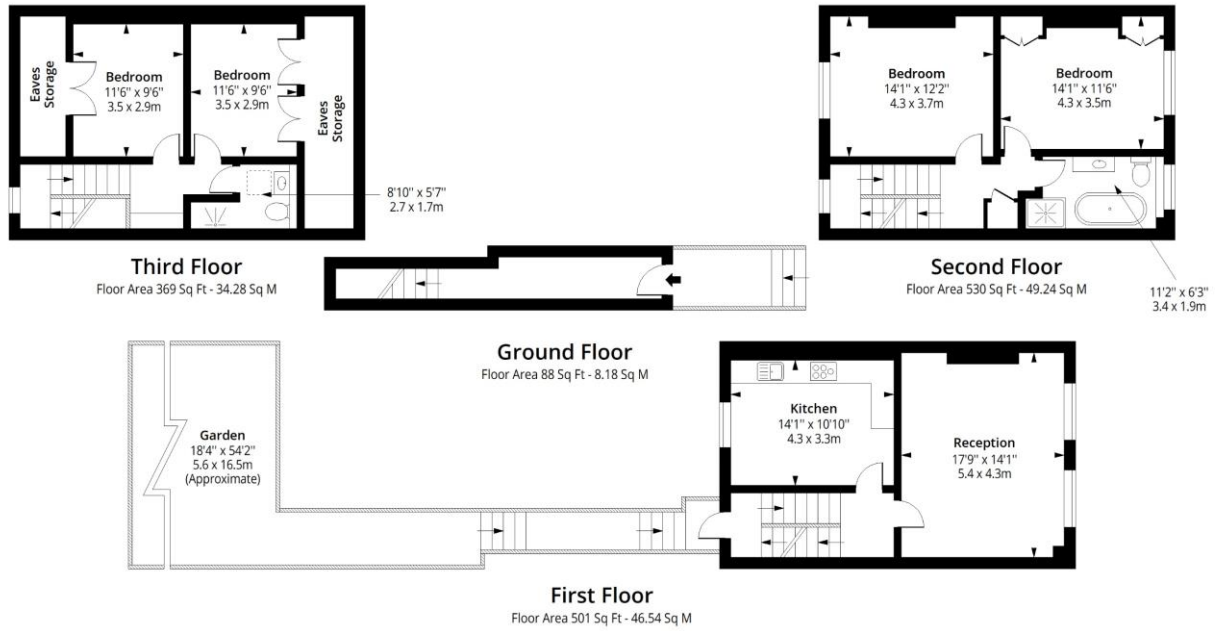 Eaves
Storage
Bedroom
11'6" x 9'6"
3.5 x 2.9m
Bedroom
11'6" x 9'6"
3.5 x 2.9m
Eaves
Storage
8'10" x 5'7"
2.7 x 1.7m
Third Floor
Floor Area 369 Sq Ft - 34.28 Sq M
Bedroom
14'1" x 12'2"
4.3 x 3.7m
Bedroom
14'1" x 11'6"
4.3 x 3.5m
Second Floor
Floor Area 530 Sq Ft - 49.24 Sq M
11'2" x 6'3"
3.4 x 1.9m
Ground Floor
Floor Area 88 Sq Ft - 8.18 Sq M
Garden
18'4" x 54'2"
5.6 x 16.5m
(Approximate)
Kitchen
14'1" x 10'10"
4.3 x 3.3m
Reception
17'9" x 14'1"
5.4 x 4.3m
First Floor
Floor Area 501 Sq Ft - 46.54 Sq M